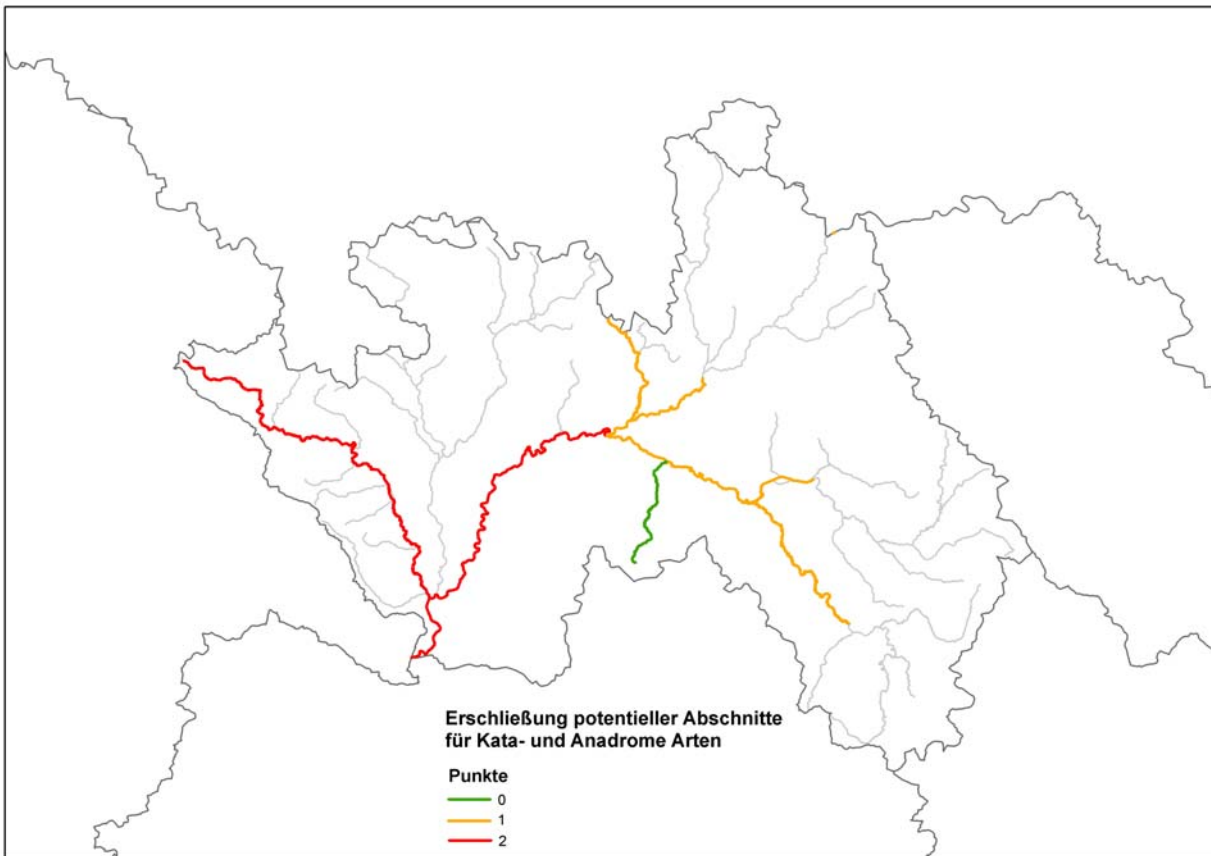 Erschließung potentieller Abschnitte
für Kata- und Anadrome Arten
Punkte
0
1
2